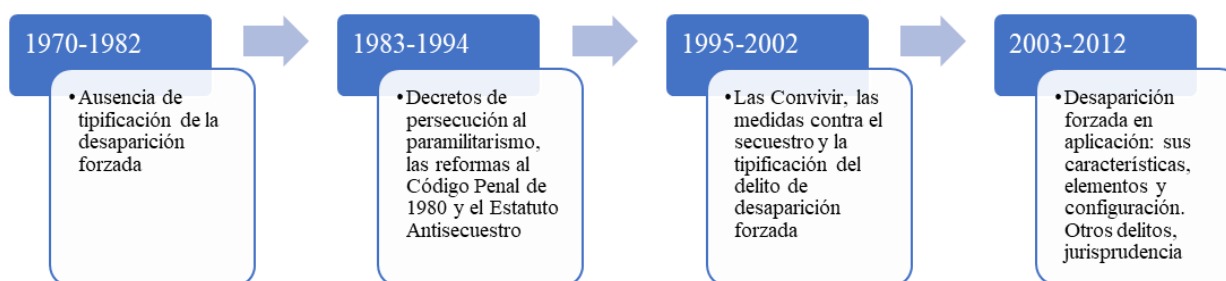 1970-1982
•Ausencia de
tipificación de la
desaparición
forzada
1983-1994
•Decretos de
persecución al
paramilitarismo,
las reformas al
Código Penal de
1980 y el Estatuto
Antisecuestro
1995-2002
•Las Convivir, las
medidas contra el
secuestro y la
tipificación del
delito de
desaparición
forzada
2003-2012
•Desaparición
forzada en
aplicación: sus
características,
elementos y
configuración.
Otros delitos,
jurisprudencia